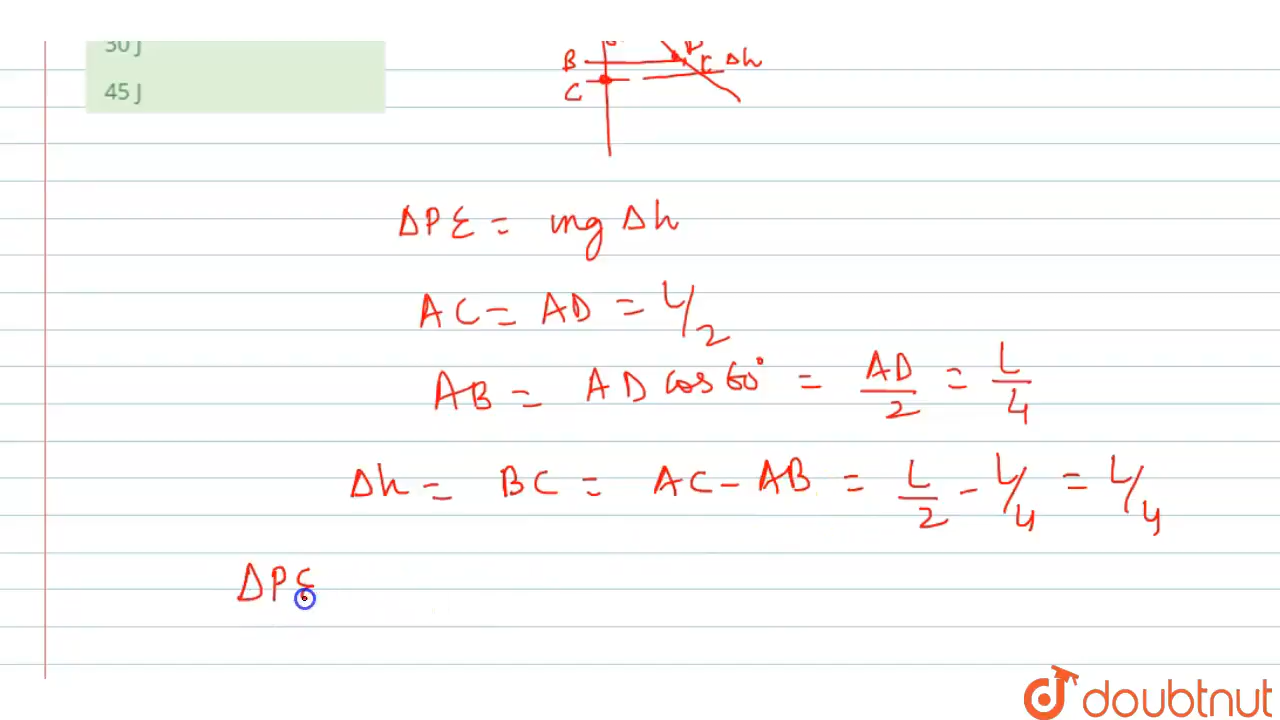 30 J
45 J
B
Δh
C
ΔPE = mg Δh
AC = AD = L/2
AB = AD cos 60° = AD/2 = L/4
Δh = BC = AC - AB = L/2 - L/4 = L/4
ΔPE
doubtnut